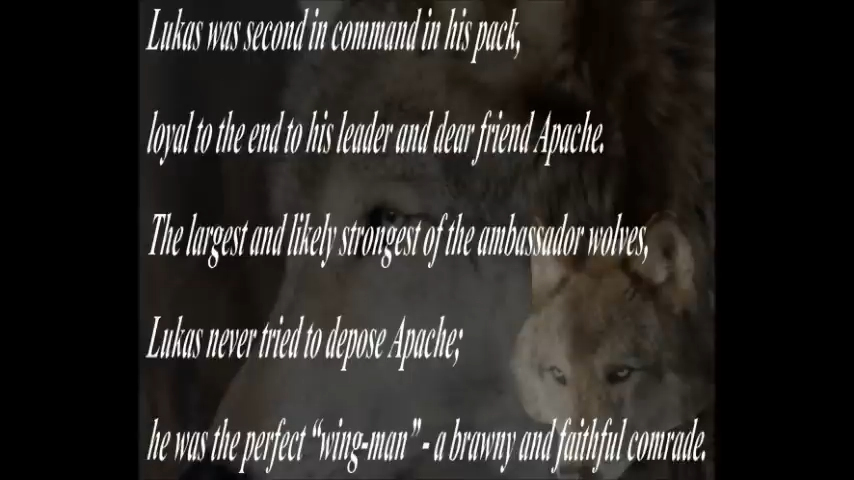 Lukas was second in command in his pack,
loyal to the end to his leader and dear friend Apache.
The largest and likely strongest of the ambassador wolves,
Lukas never tried to depose Apache;
he was the perfect “wing-man” - a brawny and faithful comrade.